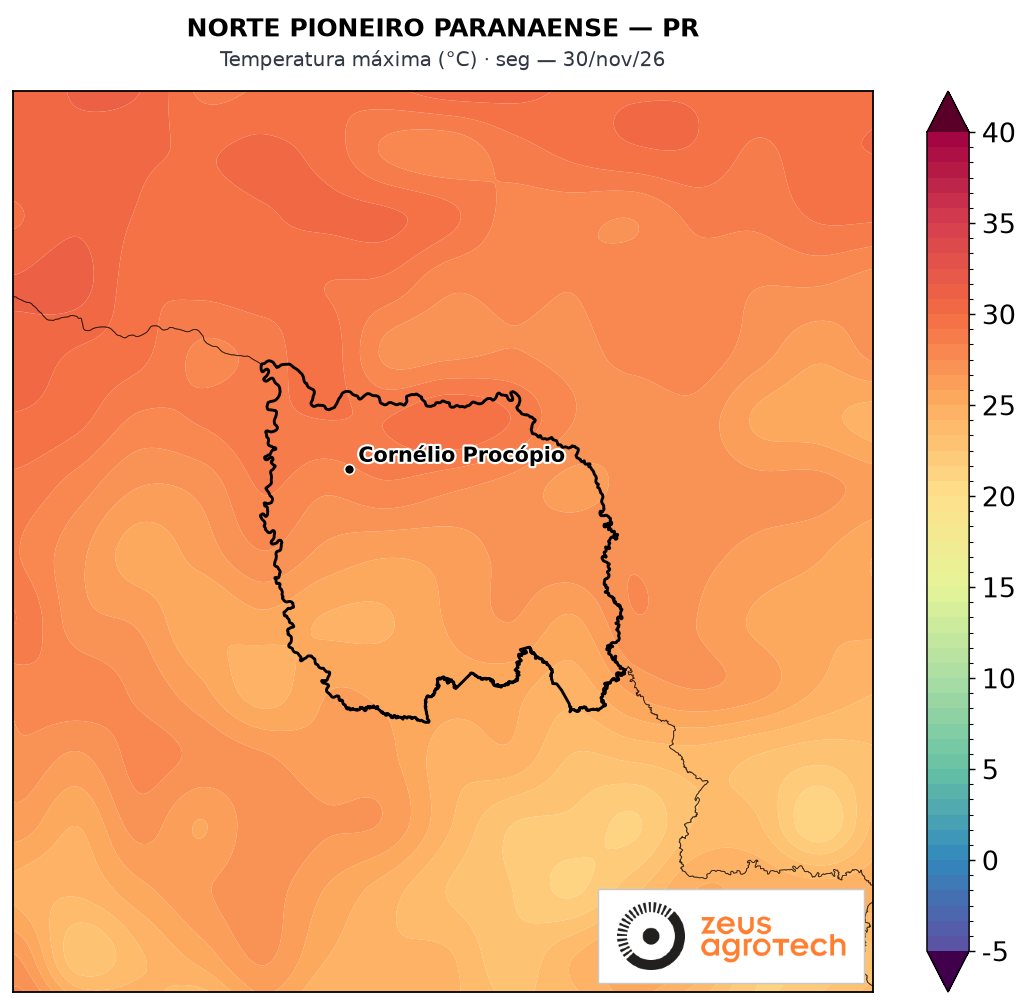 NORTE PIONEIRO PARANAENSE — PR
Temperatura máxima (°C) · seg — 30/nov/26
40
35
30
25
20
15
10
5
0
-5
Cornélio Procópio
zeus
agrotech